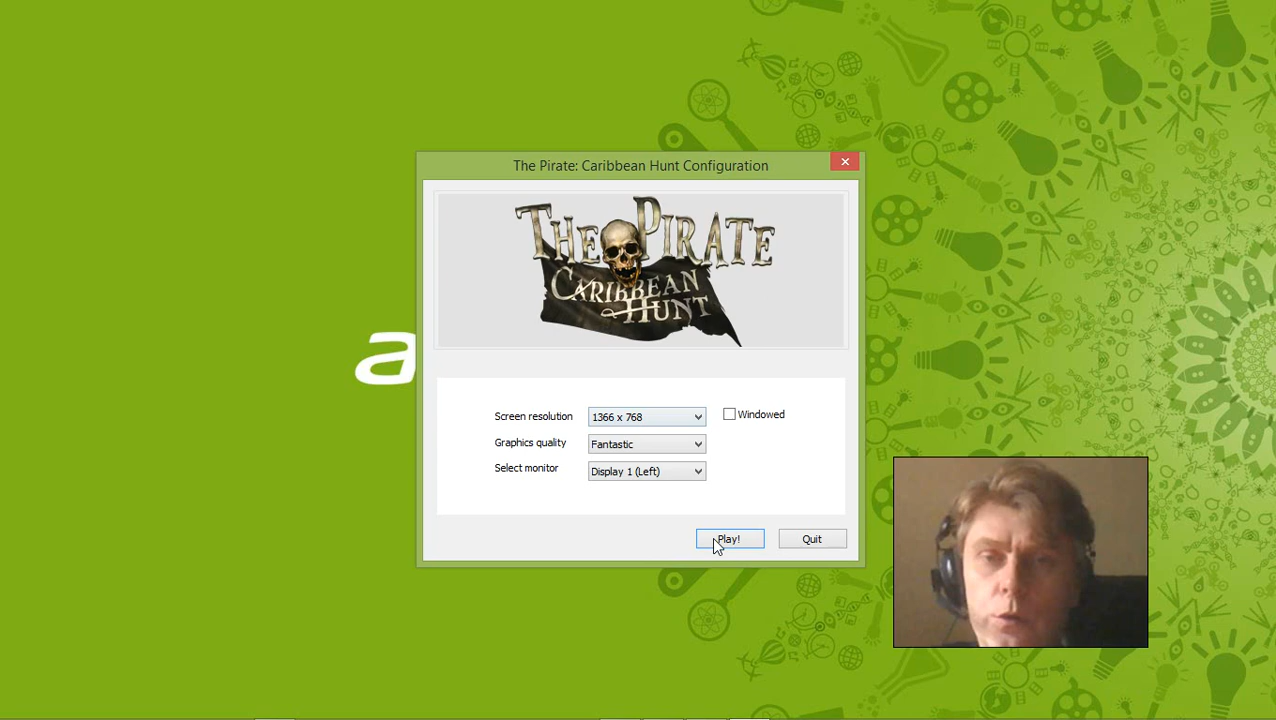 The Pirate: Caribbean Hunt Configuration
THE PIRATE
CARIBBEAN
HUNT
a
Screen resolution 1366 x 768 Windowed
Graphics quality Fantastic
Select monitor Display 1 (Left)
Play! Quit